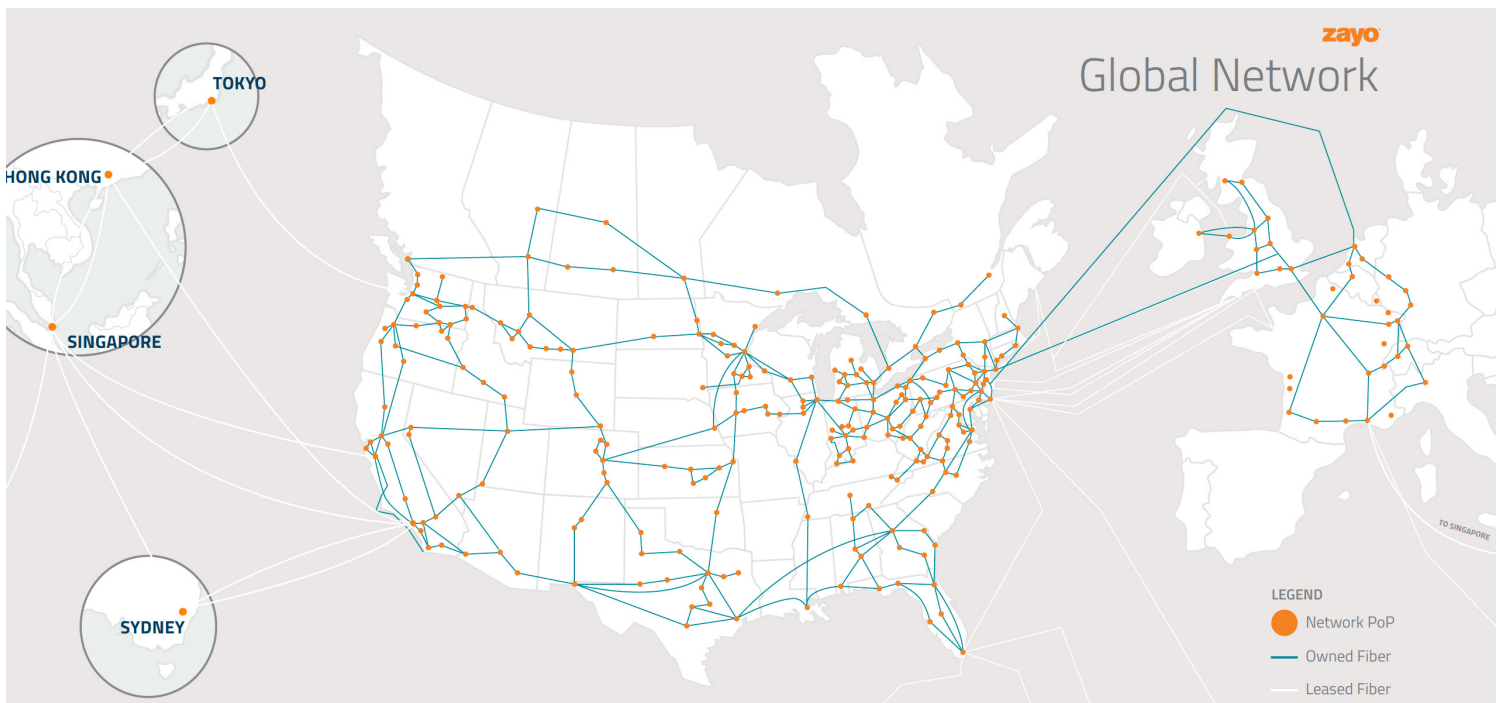 zayo
Global Network
TOKYO
HONG KONG
SINGAPORE
SYDNEY
TO SINGAPORE
LEGEND
Network PoP
Owned Fiber
Leased Fiber